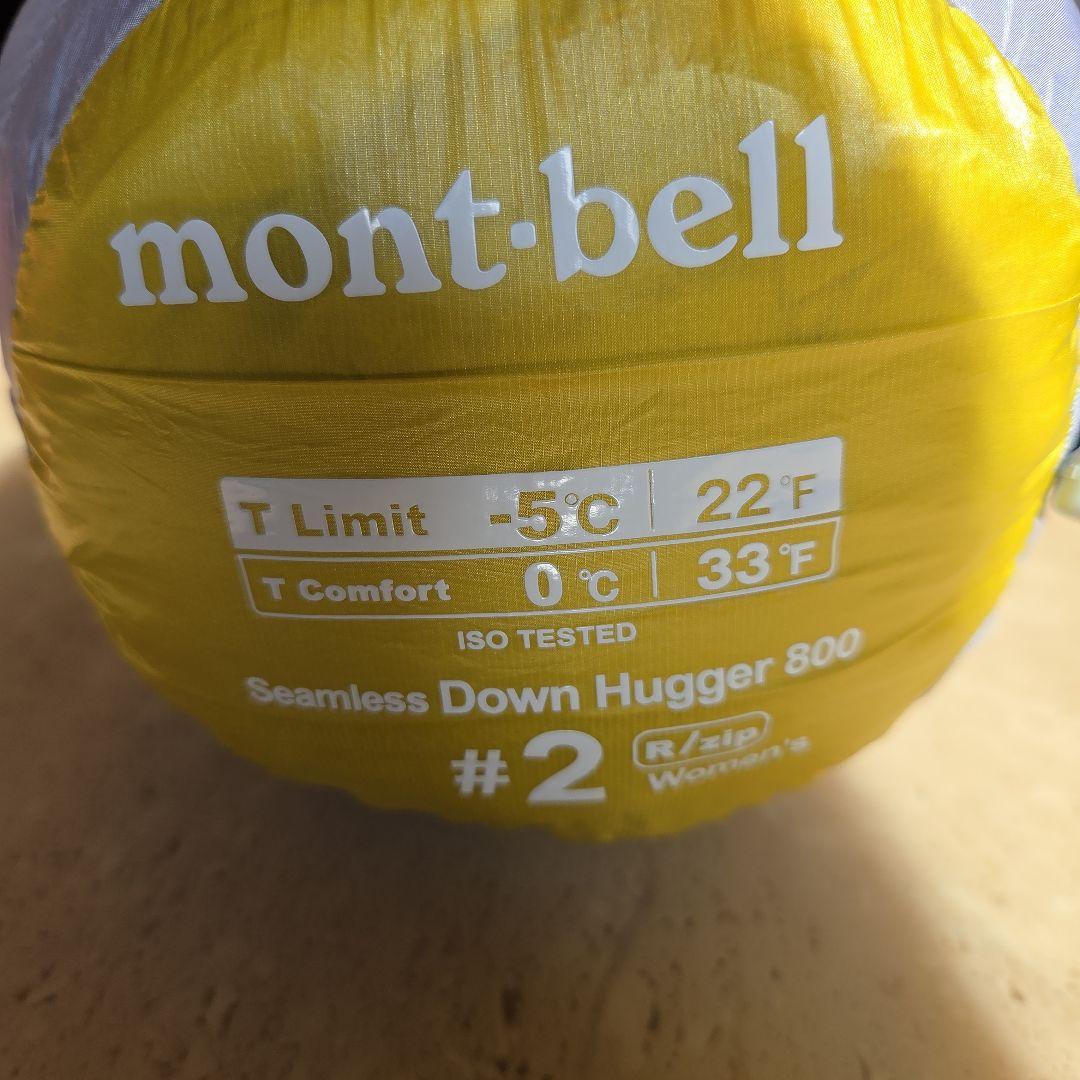 mont·bell
T Limit -5°C | 22°F
T Comfort 0°C | 33°F
ISO TESTED
Seamless Down Hugger 800
#2 R/zip
Woman's